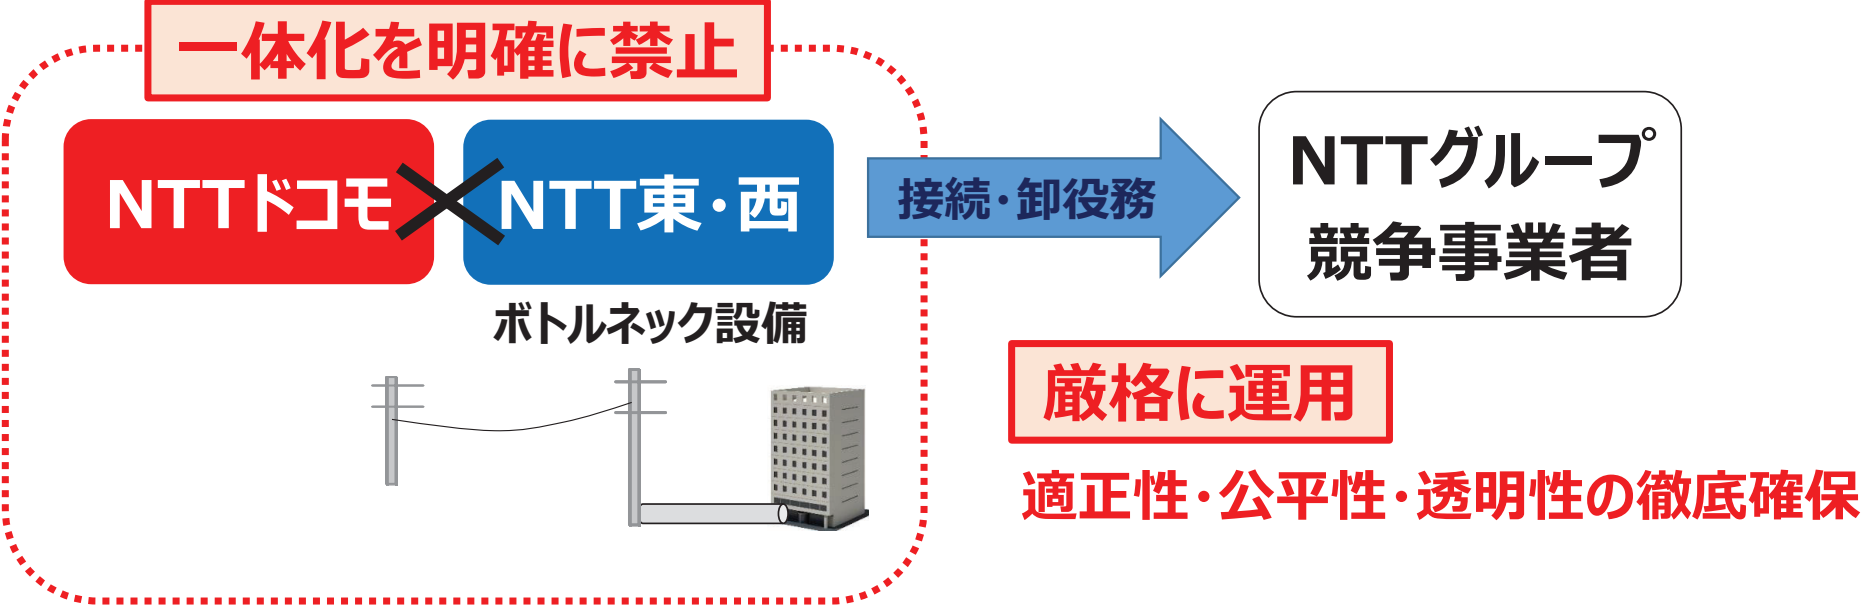 一体化を明確に禁止
NTTドコモ
NTT東・西
接続・卸役務
NTTグループ
競争事業者
ボトルネック設備
厳格に運用
適正性・公平性・透明性の徹底確保